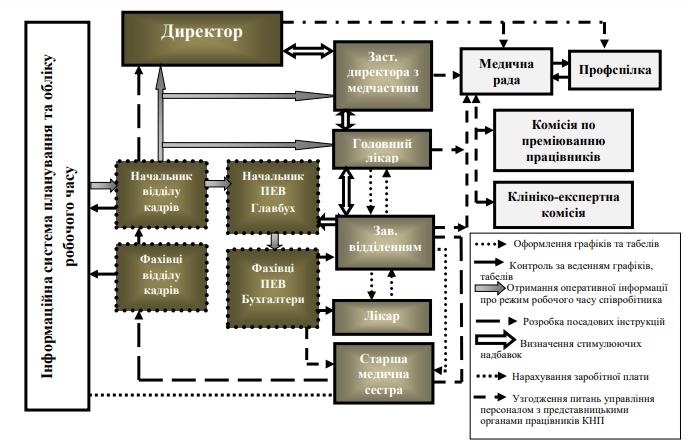 Інформаційна система планування та обліку
робочого часу
Директор
Заст.
директора з
медчастини
Медична
рада
Профспілка
Комісія по
преміюванню
працівників
Головний
лікар
Начальник
відділу
кадрів
Начальник
ПЕВ
Главбух
Клініко-експертна
комісія
Зав.
відділенням
Фахівці
відділу
кадрів
Фахівці
ПЕВ
Бухгалтери
Лікар
Старша
медична
сестра
Оформлення графіків та табелів
Контроль за веденням графіків,
табелів
Отримання оперативної інформації
про режим робочого часу співробітника
Розробка посадових інструкцій
Визначення стимулюючих
надбавок
Нарахування заробітної плати
Узгодження питань управління
персоналом з представницькими
органами працівників КНП